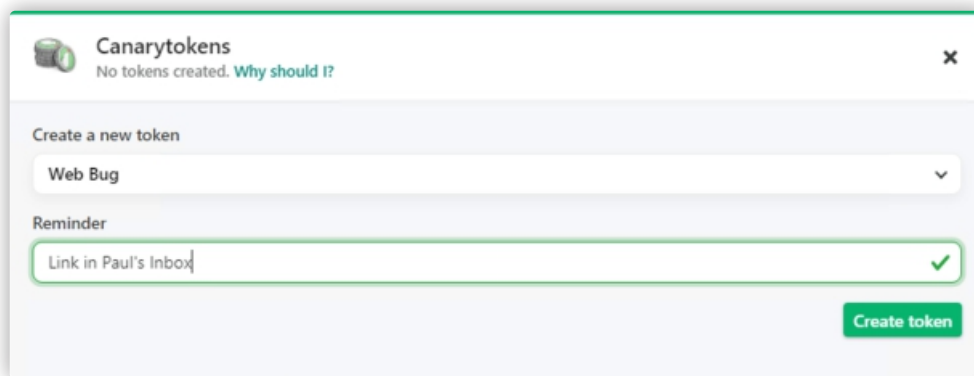 Canarytokens
No tokens created. Why should I?
Create a new token
Web Bug
Reminder
Link in Paul's Inbox
Create token